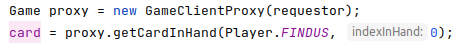 Game proxy = new GameClientProxy(requestor);
card = proxy.getCardInHand(Player.FINDUS, indexInHand: 0);